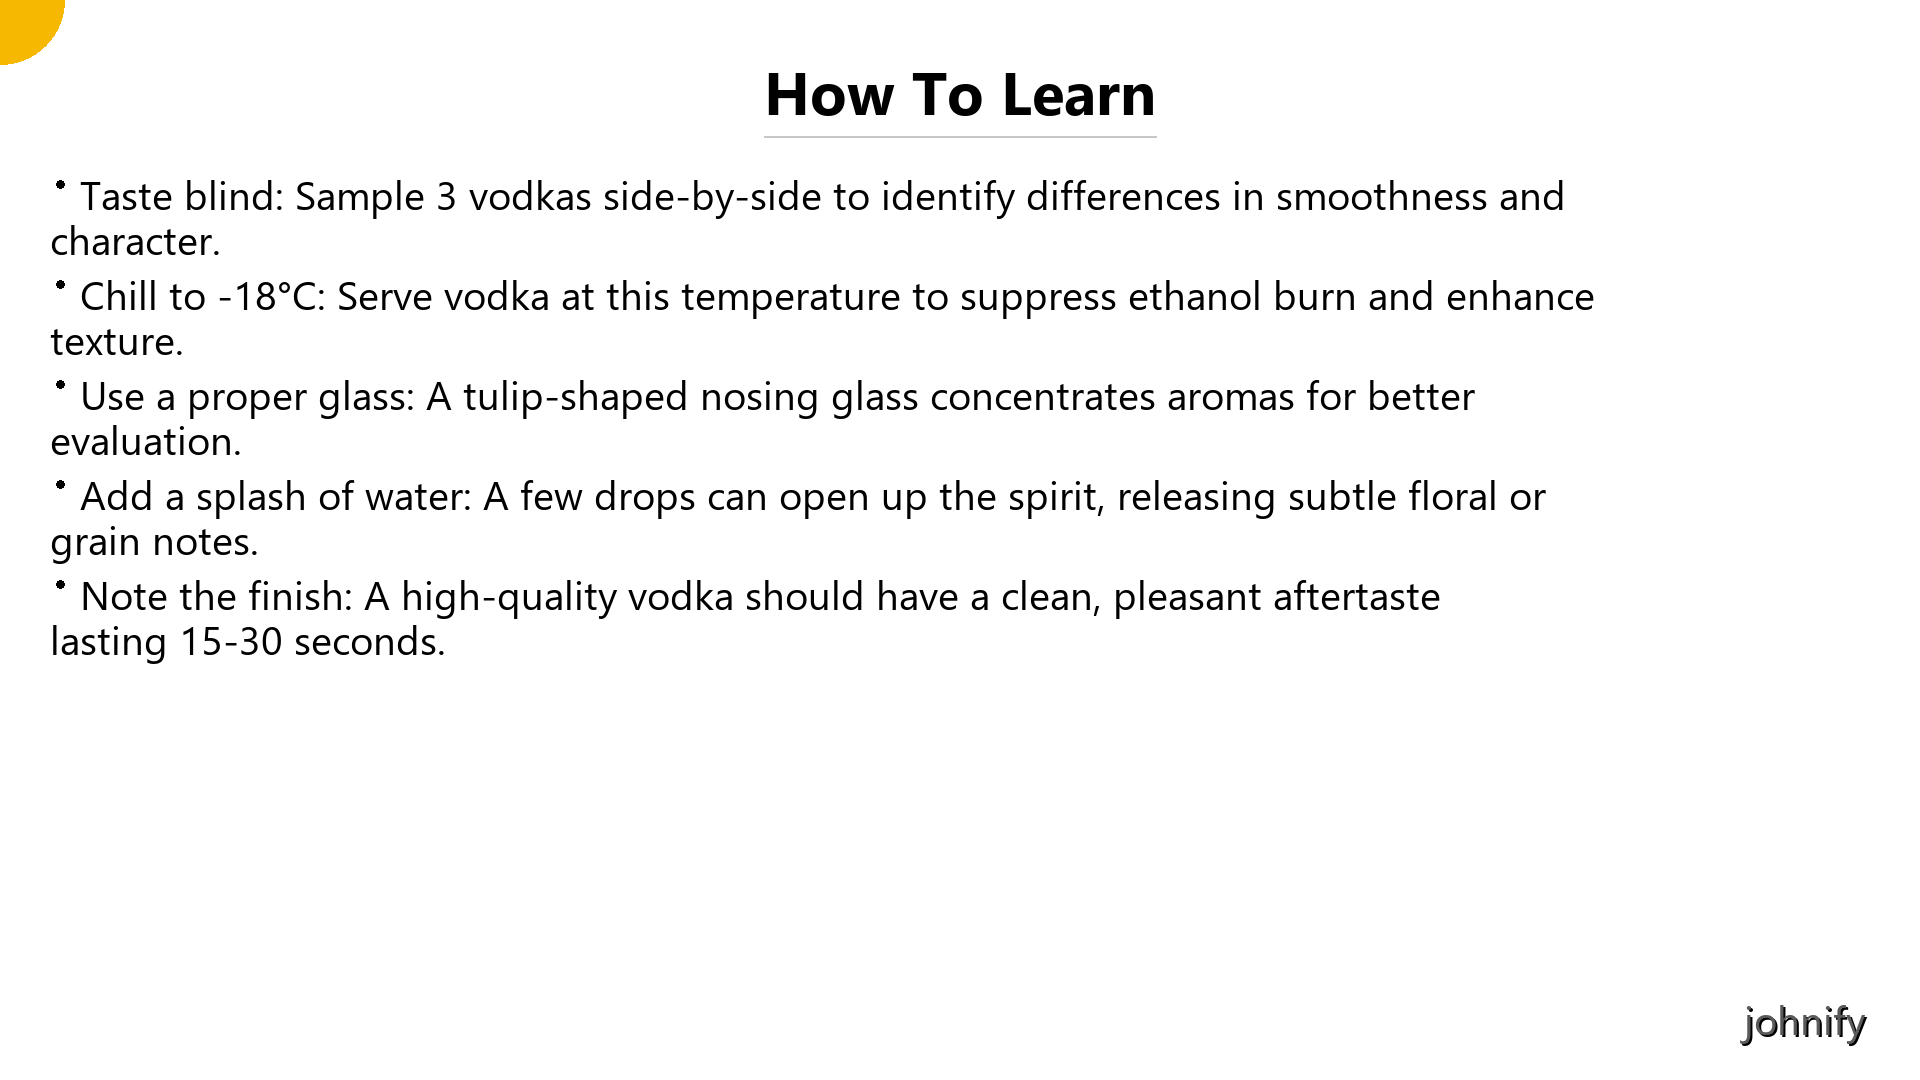 How To Learn
• Taste blind: Sample 3 vodkas side-by-side to identify differences in smoothness and
character.
• Chill to -18°C: Serve vodka at this temperature to suppress ethanol burn and enhance
texture.
• Use a proper glass: A tulip-shaped nosing glass concentrates aromas for better
evaluation.
• Add a splash of water: A few drops can open up the spirit, releasing subtle floral or
grain notes.
• Note the finish: A high-quality vodka should have a clean, pleasant aftertaste
lasting 15-30 seconds.
johnify